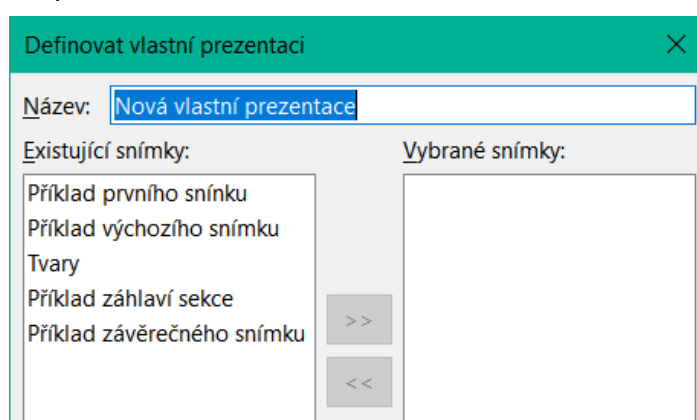 Definovat vlastní prezentaci
Název: Nová vlastní prezentace
Existující snímky:
Vybrané snímky:
Příklad prvního snínku
Příklad výchozího snímku
Tvary
Příklad záhlaví sekce
Příklad závěrečného snímku
>>
<<